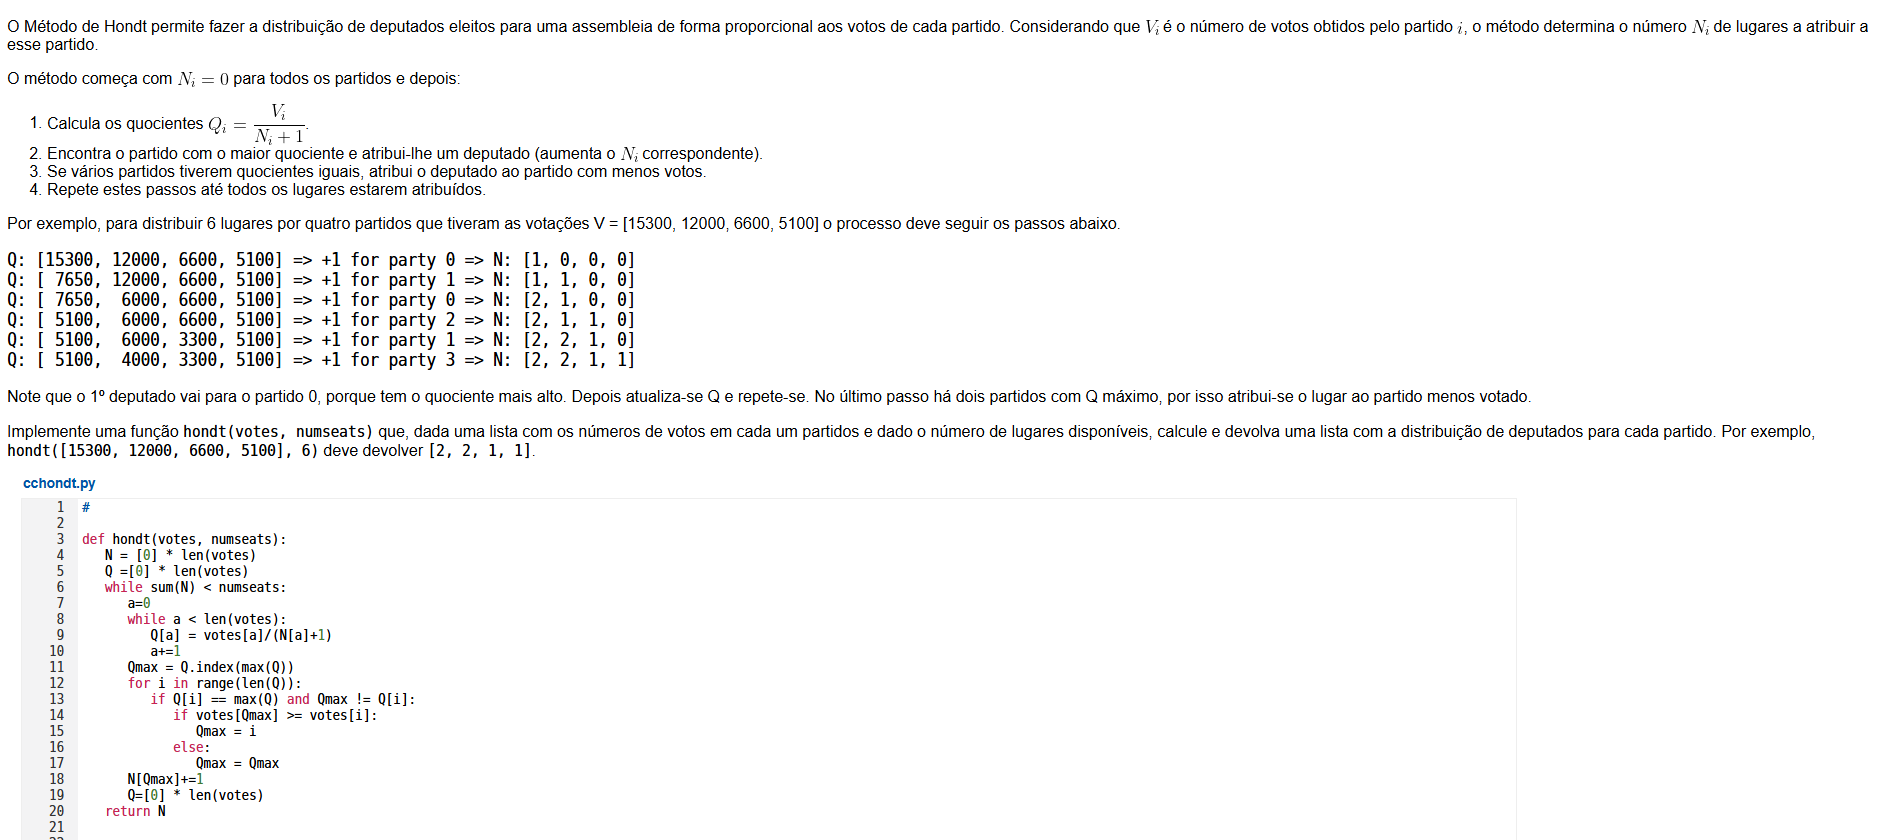 O Método de Hondt permite fazer a distribuição de deputados eleitos para uma assembleia de forma proporcional aos votos de cada partido. Considerando que V_i é o número de votos obtidos pelo partido i, o método determina o número N_i de lugares a atribuir a
esse partido.
O método começa com N_i = 0 para todos os partidos e depois:
1. Calcula os quocientes Q_i = V_i / (N_i + 1).
2. Encontra o partido com o maior quociente e atribui-lhe um deputado (aumenta o N_i correspondente).
3. Se vários partidos tiverem quocientes iguais, atribui o deputado ao partido com menos votos.
4. Repete estes passos até todos os lugares estarem atribuídos.
Por exemplo, para distribuir 6 lugares por quatro partidos que tiveram as votações V = [15300, 12000, 6600, 5100] o processo deve seguir os passos abaixo.
Q: [15300, 12000, 6600, 5100] => +1 for party 0 => N: [1, 0, 0, 0]
Q: [ 7650, 12000, 6600, 5100] => +1 for party 1 => N: [1, 1, 0, 0]
Q: [ 7650,  6000, 6600, 5100] => +1 for party 0 => N: [2, 1, 0, 0]
Q: [ 5100,  6000, 6600, 5100] => +1 for party 2 => N: [2, 1, 1, 0]
Q: [ 5100,  6000, 3300, 5100] => +1 for party 1 => N: [2, 2, 1, 0]
Q: [ 5100,  4000, 3300, 5100] => +1 for party 3 => N: [2, 2, 1, 1]
Note que o 1º deputado vai para o partido 0, porque tem o quociente mais alto. Depois atualiza-se Q e repete-se. No último passo há dois partidos com Q máximo, por isso atribui-se o lugar ao partido menos votado.
Implemente uma função hondt(votes, numseats) que, dada uma lista com os números de votos em cada um partidos e dado o número de lugares disponíveis, calcule e devolva uma lista com a distribuição de deputados para cada partido. Por exemplo,
hondt([15300, 12000, 6600, 5100], 6) deve devolver [2, 2, 1, 1].
cchondt.py
1 #
2
3 def hondt(votes, numseats):
4    N = [0] * len(votes)
5    Q =[0] * len(votes)
6    while sum(N) < numseats:
7       a=0
8       while a < len(votes):
9          Q[a] = votes[a]/(N[a]+1)
10          a+=1
11       Qmax = Q.index(max(Q))
12       for i in range(len(Q)):
13          if Q[i] == max(Q) and Qmax != Q[i]:
14             if votes[Qmax] >= votes[i]:
15                Qmax = i
16             else:
17                Qmax = Qmax
18       N[Qmax]+=1
19       Q=[0] * len(votes)
20    return N
21